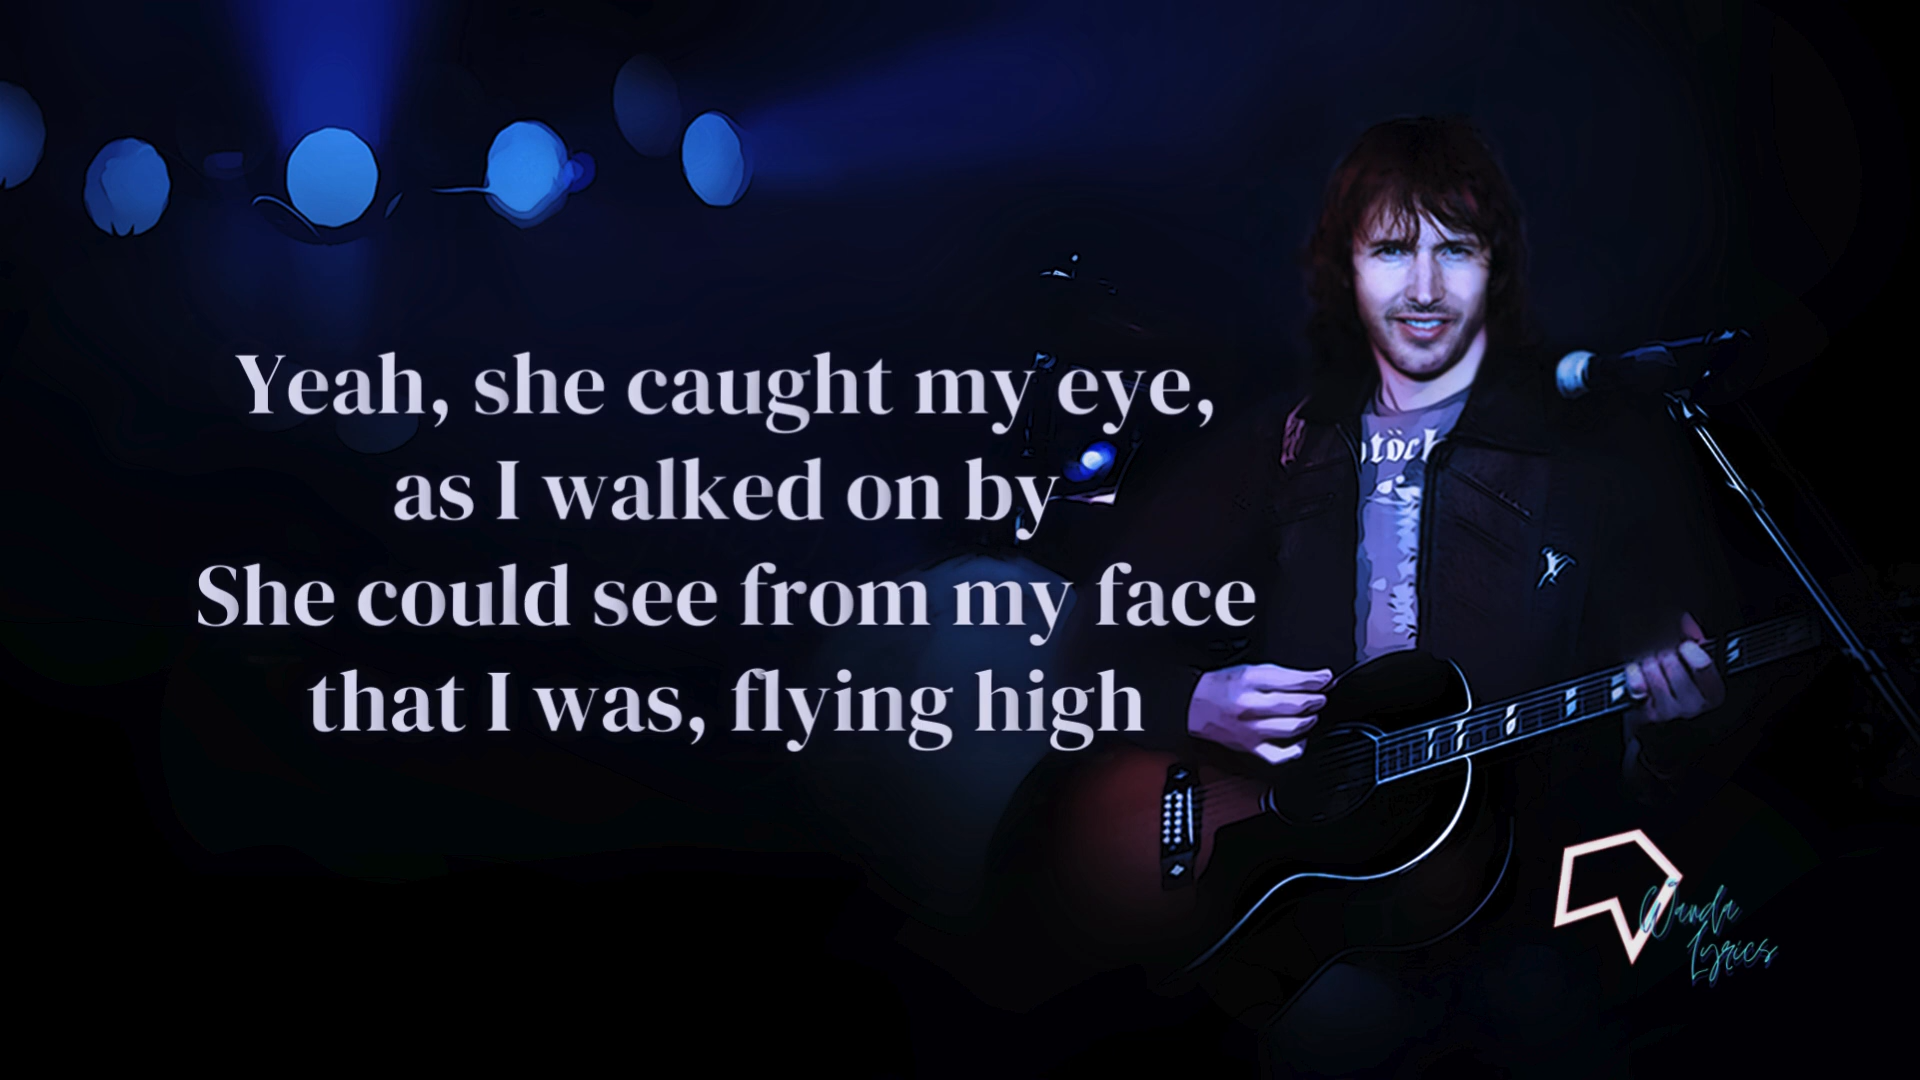 Yeah, she caught my eye,
as I walked on by
She could see from my face
that I was, flying high
töch
Wanda
Lyrics